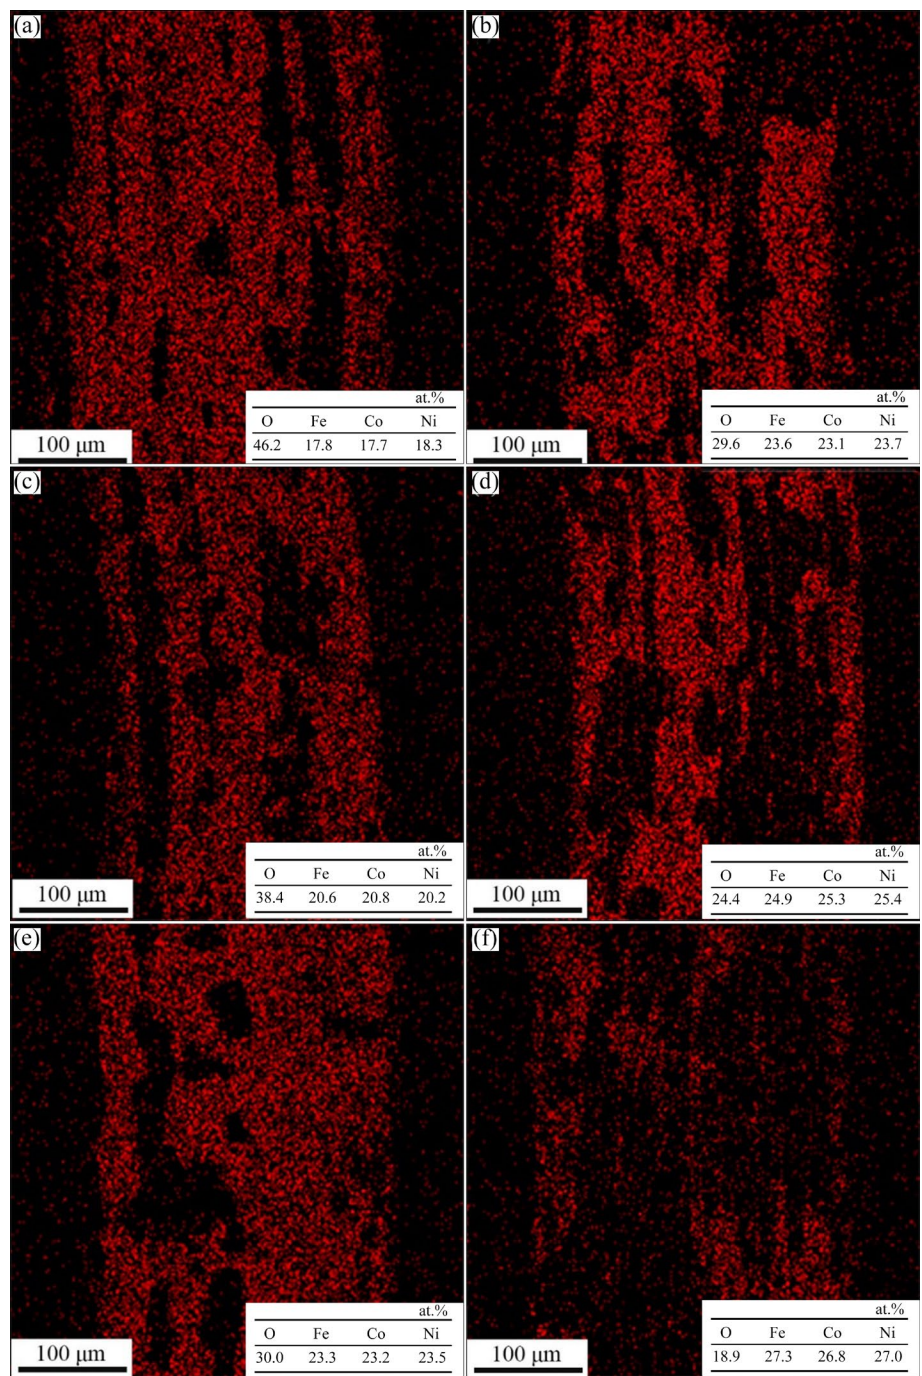 (a)
at.%
O Fe Co Ni
46.2 17.8 17.7 18.3
100 μm
(b)
at.%
O Fe Co Ni
29.6 23.6 23.1 23.7
100 μm
(c)
at.%
O Fe Co Ni
38.4 20.6 20.8 20.2
100 μm
(d)
at.%
O Fe Co Ni
24.4 24.9 25.3 25.4
100 μm
(e)
at.%
O Fe Co Ni
30.0 23.3 23.2 23.5
100 μm
(f)
at.%
O Fe Co Ni
18.9 27.3 26.8 27.0
100 μm